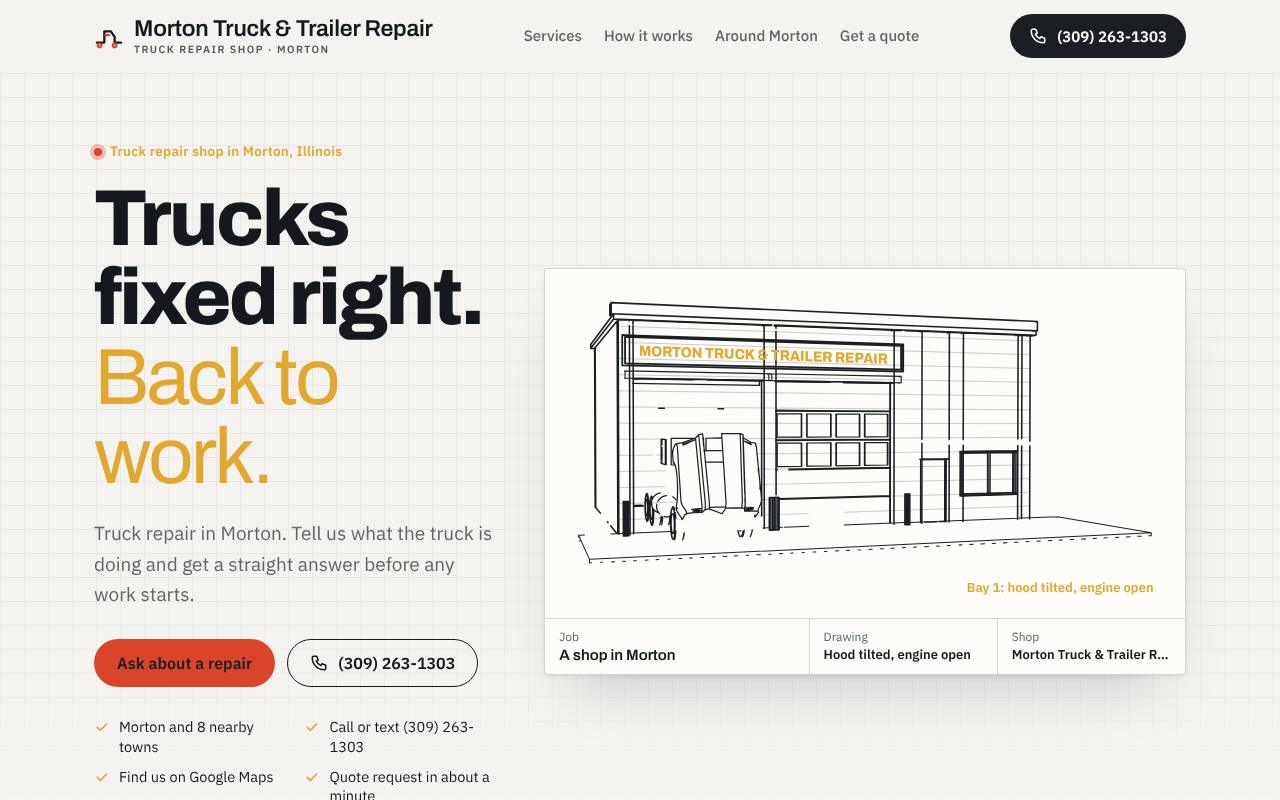 Morton Truck & Trailer Repair
TRUCK REPAIR SHOP · MORTON
Services
How it works
Around Morton
Get a quote
(309) 263-1303
Truck repair shop in Morton, Illinois
Trucks
fixed right.
Back to
work.
Truck repair in Morton. Tell us what the truck is
doing and get a straight answer before any
work starts.
Ask about a repair
(309) 263-1303
Morton and 8 nearby
towns
Call or text (309) 263-
1303
Find us on Google Maps
Quote request in about a
minute
MORTON TRUCK & TRAILER REPAIR
Bay 1: hood tilted, engine open
Job
A shop in Morton
Drawing
Hood tilted, engine open
Shop
Morton Truck & Trailer R...